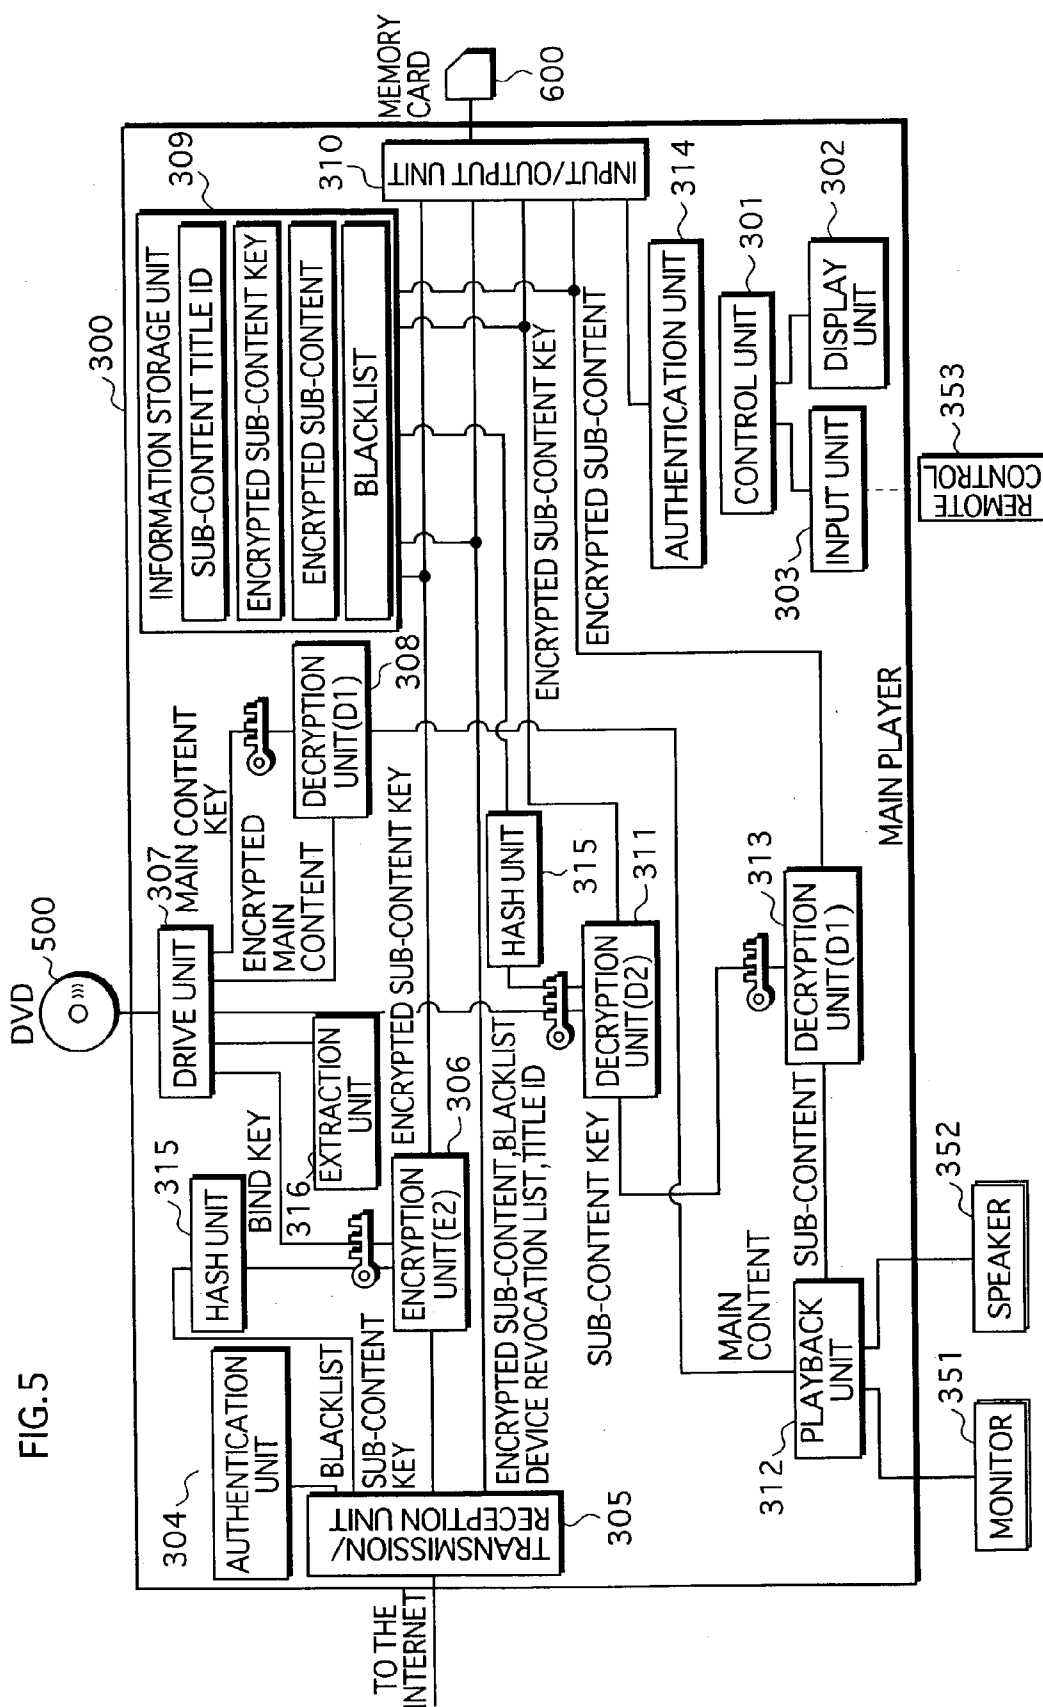 FIG.5
DVD
500
300
307
DRIVE UNIT
MAIN CONTENT
KEY
ENCRYPTED
MAIN
CONTENT
DECRYPTION
UNIT(D1)
308
309
INFORMATION STORAGE UNIT
SUB-CONTENT TITLE ID
ENCRYPTED SUB-CONTENT KEY
ENCRYPTED SUB-CONTENT
BLACKLIST
310
INPUT/OUTPUT UNIT
MEMORY
CARD
600
304
AUTHENTICATION
UNIT
BLACKLIST
SUB-CONTENT
KEY
TO THE
INTERNET
TRANSMISSION/
RECEPTION UNIT
305
315
HASH UNIT
BIND KEY
316
EXTRACTION
UNIT
ENCRYPTION
UNIT(E2)
306
ENCRYPTED SUB-CONTENT KEY
ENCRYPTED SUB-CONTENT,BLACKLIST
DEVICE REVOCATION LIST,TITLE ID
HASH UNIT
315
DECRYPTION
UNIT(D2)
311
SUB-CONTENT KEY
ENCRYPTED SUB-CONTENT KEY
ENCRYPTED SUB-CONTENT
AUTHENTICATION UNIT
314
CONTROL UNIT
301
303
INPUT UNIT
DISPLAY
UNIT
302
MAIN
CONTENT
312
PLAYBACK
UNIT
SUB-CONTENT
DECRYPTION
UNIT(D1)
313
MAIN PLAYER
MONITOR
351
SPEAKER
352
REMOTE
CONTROL
353